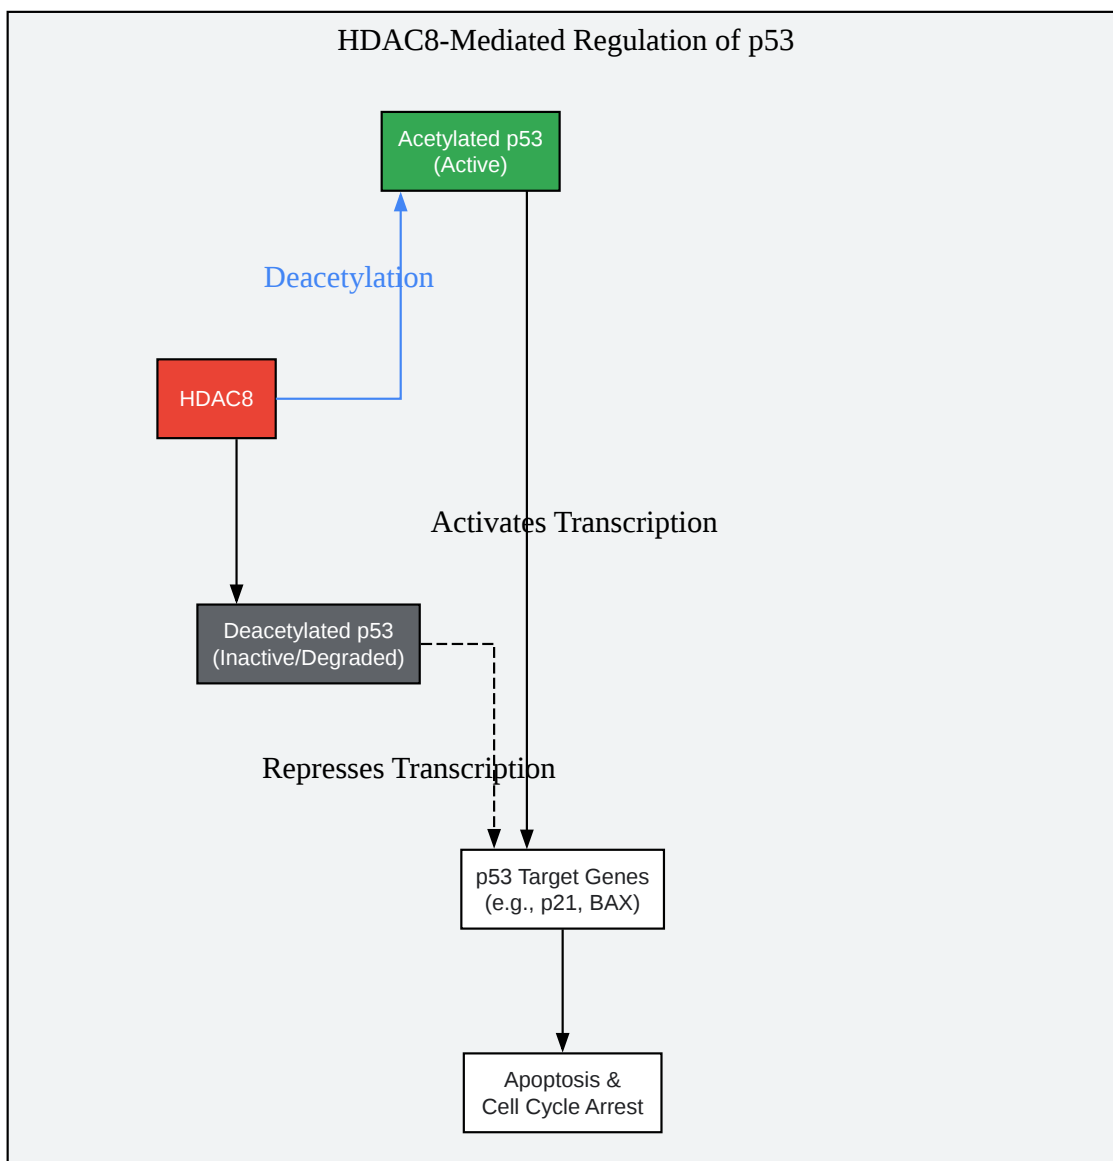 HDAC8-Mediated Regulation of p53
Acetylated p53
(Active)
Deacetylation
HDAC8
Activates Transcription
Deacetylated p53
(Inactive/Degraded)
Represses Transcription
p53 Target Genes
(e.g., p21, BAX)
Apoptosis &
Cell Cycle Arrest